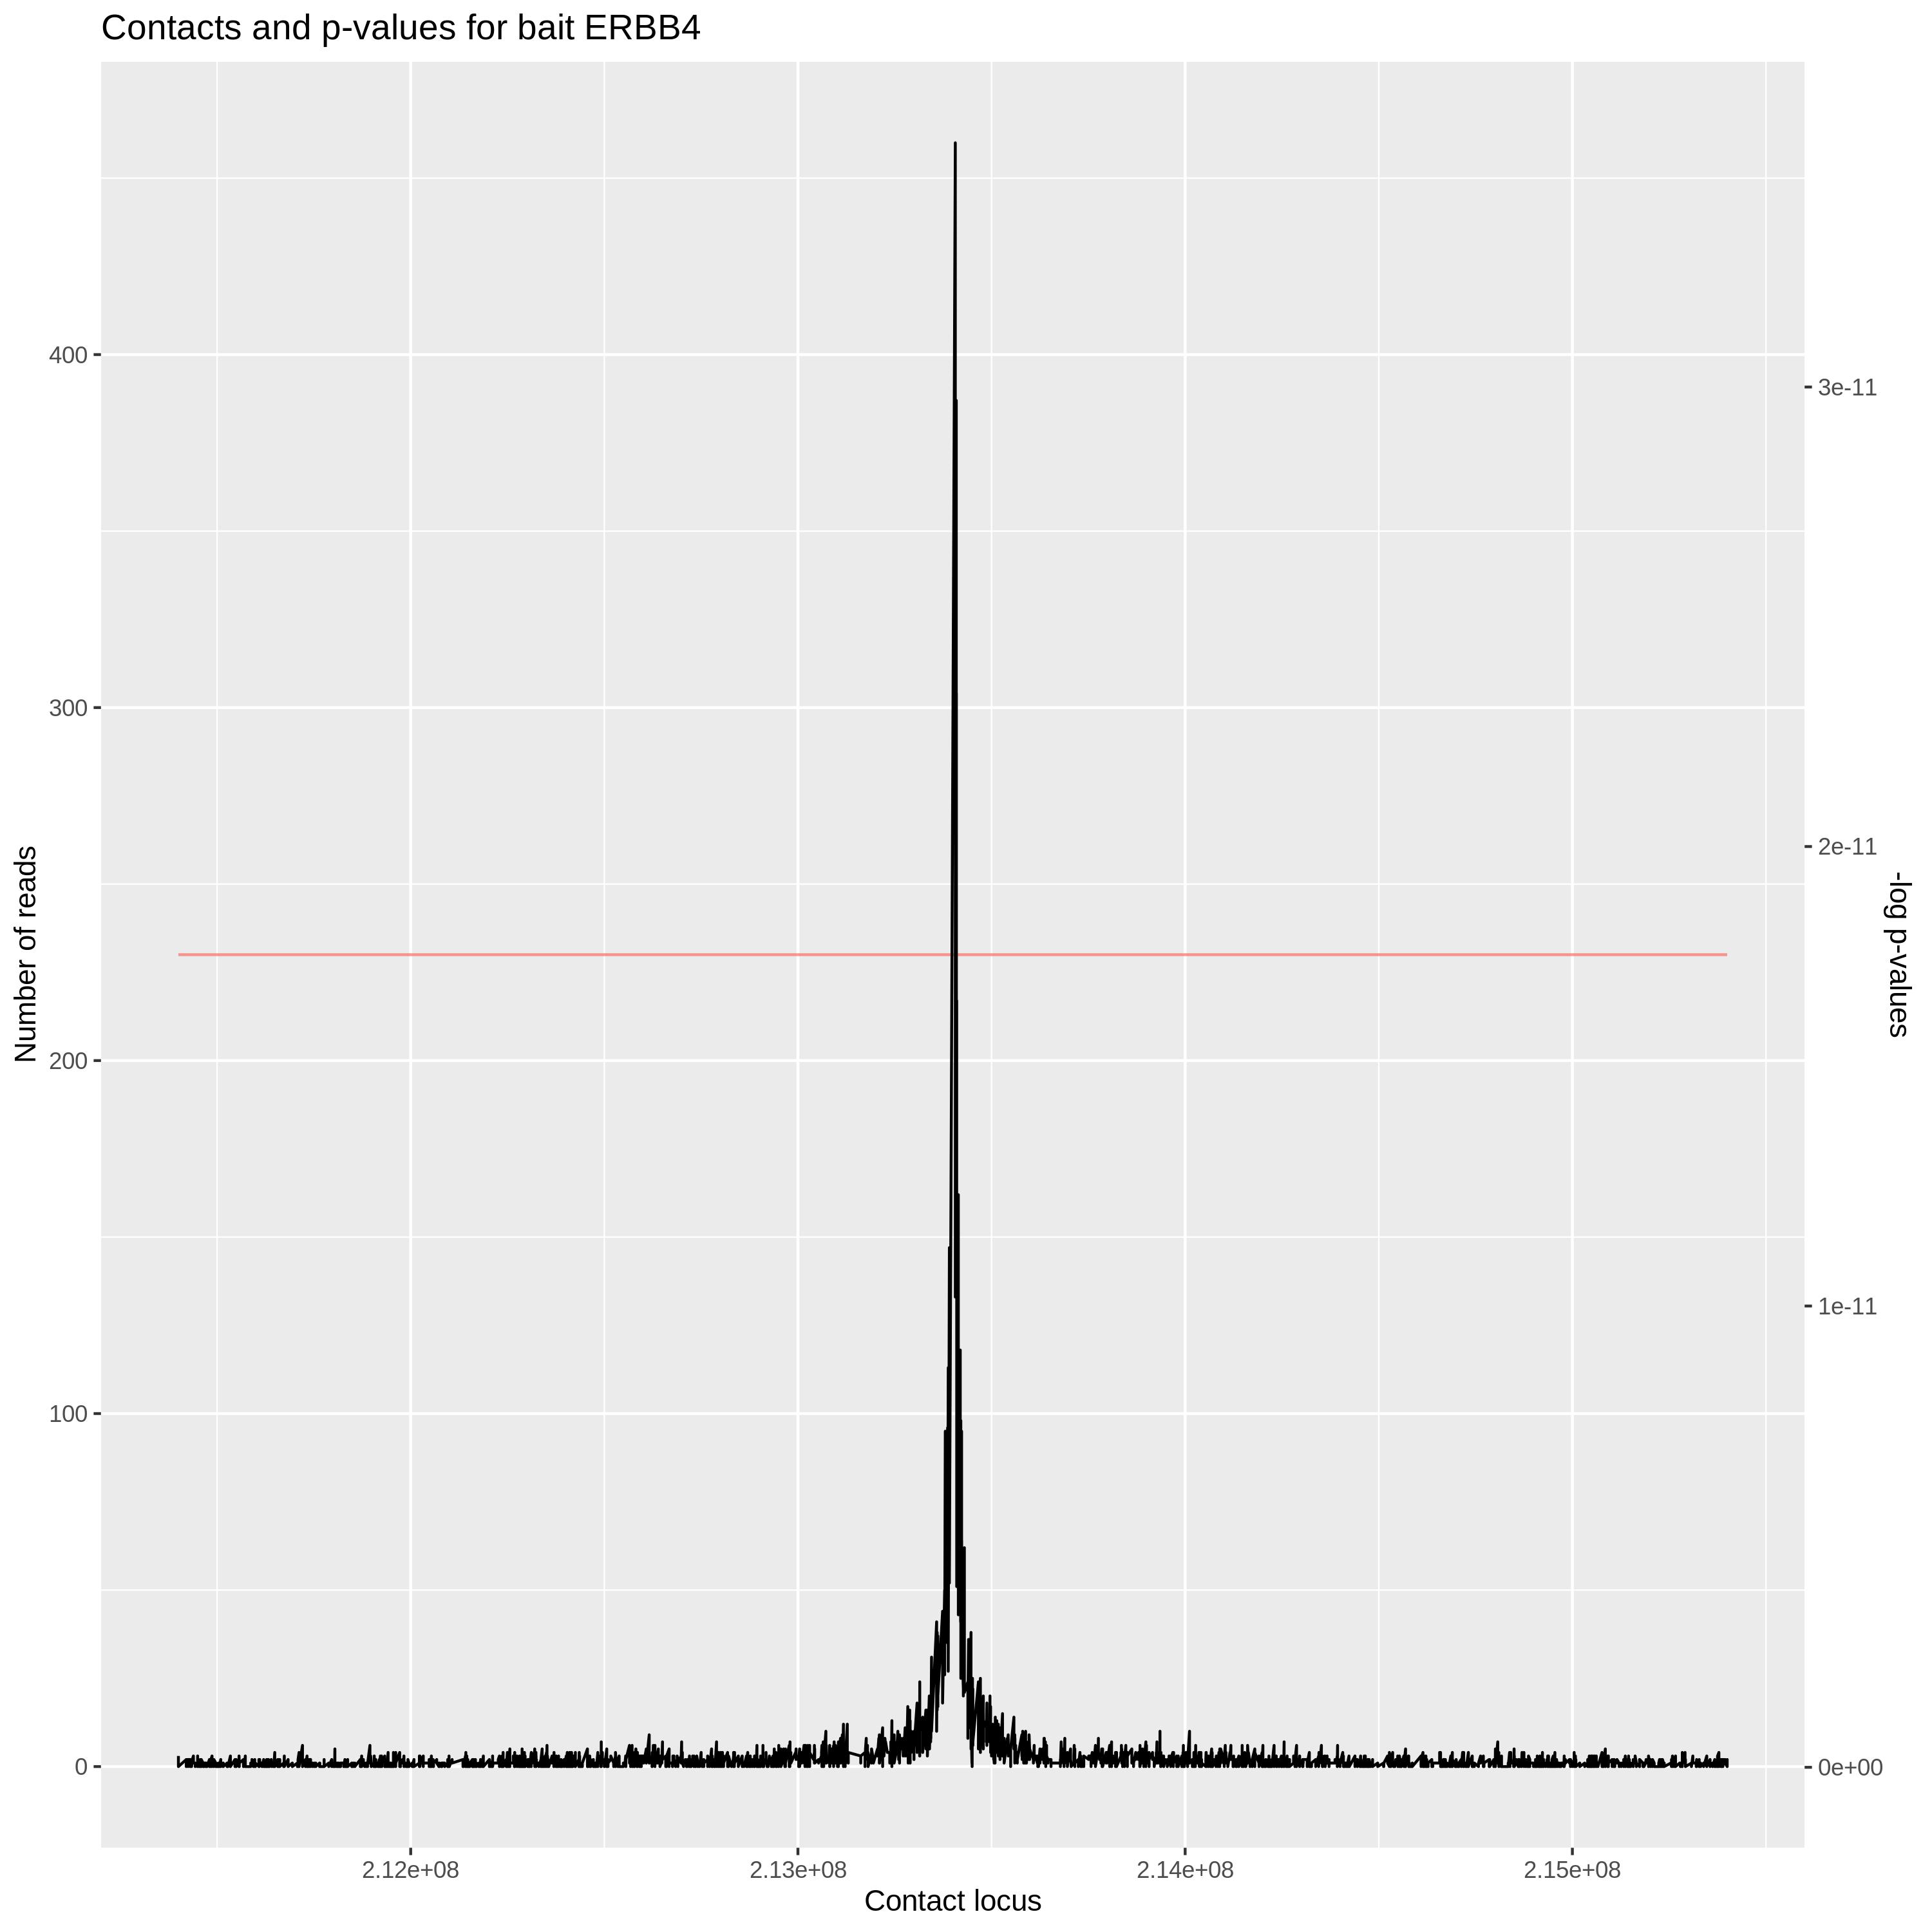 Contacts and p-values for bait ERBB4
Number of reads
400
300
200
100
0
3e-11
2e-11
1e-11
0e+00
-log p-values
2.12e+08
2.13e+08
2.14e+08
2.15e+08
Contact locus